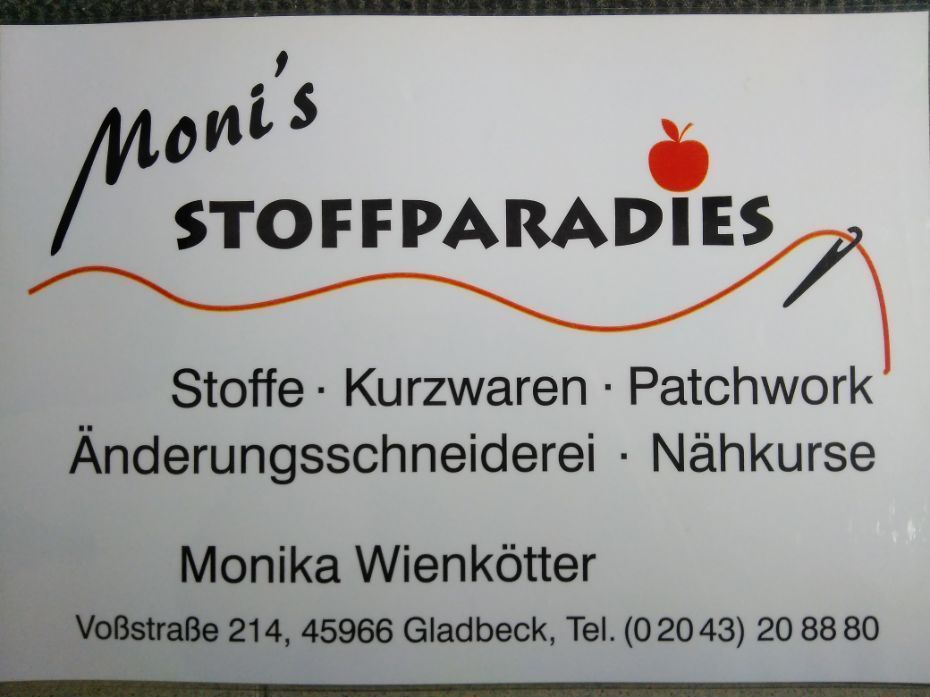 Moni's
STOFFPARADIES
Stoffe · Kurzwaren · Patchwork
Änderungsschneiderei · Nähkurse
Monika Wienkötter
Voßstraße 214, 45966 Gladbeck, Tel. (0 20 43) 20 88 80